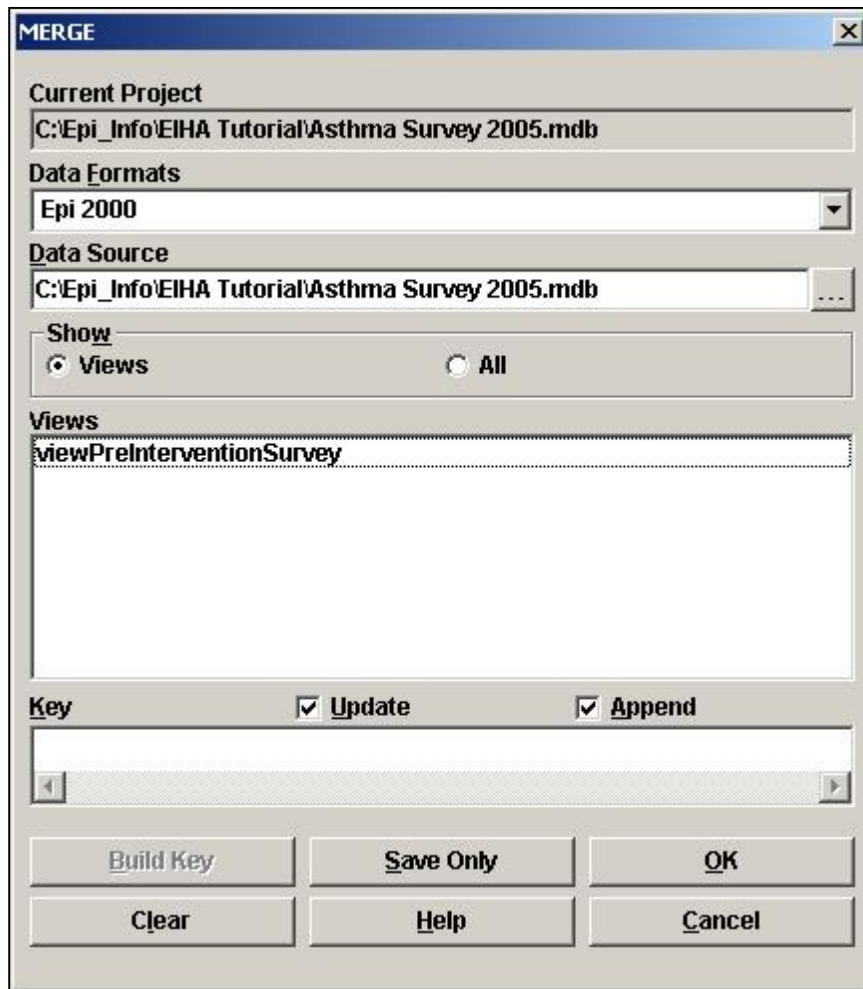 MERGE
Current Project
C:\Epi_Info\EIHA Tutorial\Asthma Survey 2005.mdb
Data Formats
Epi 2000
Data Source
C:\Epi_Info\EIHA Tutorial\Asthma Survey 2005.mdb
...
Show
Views
All
Views
viewPreInterventionSurvey
Key Update Append
Build Key Save Only OK
Clear Help Cancel